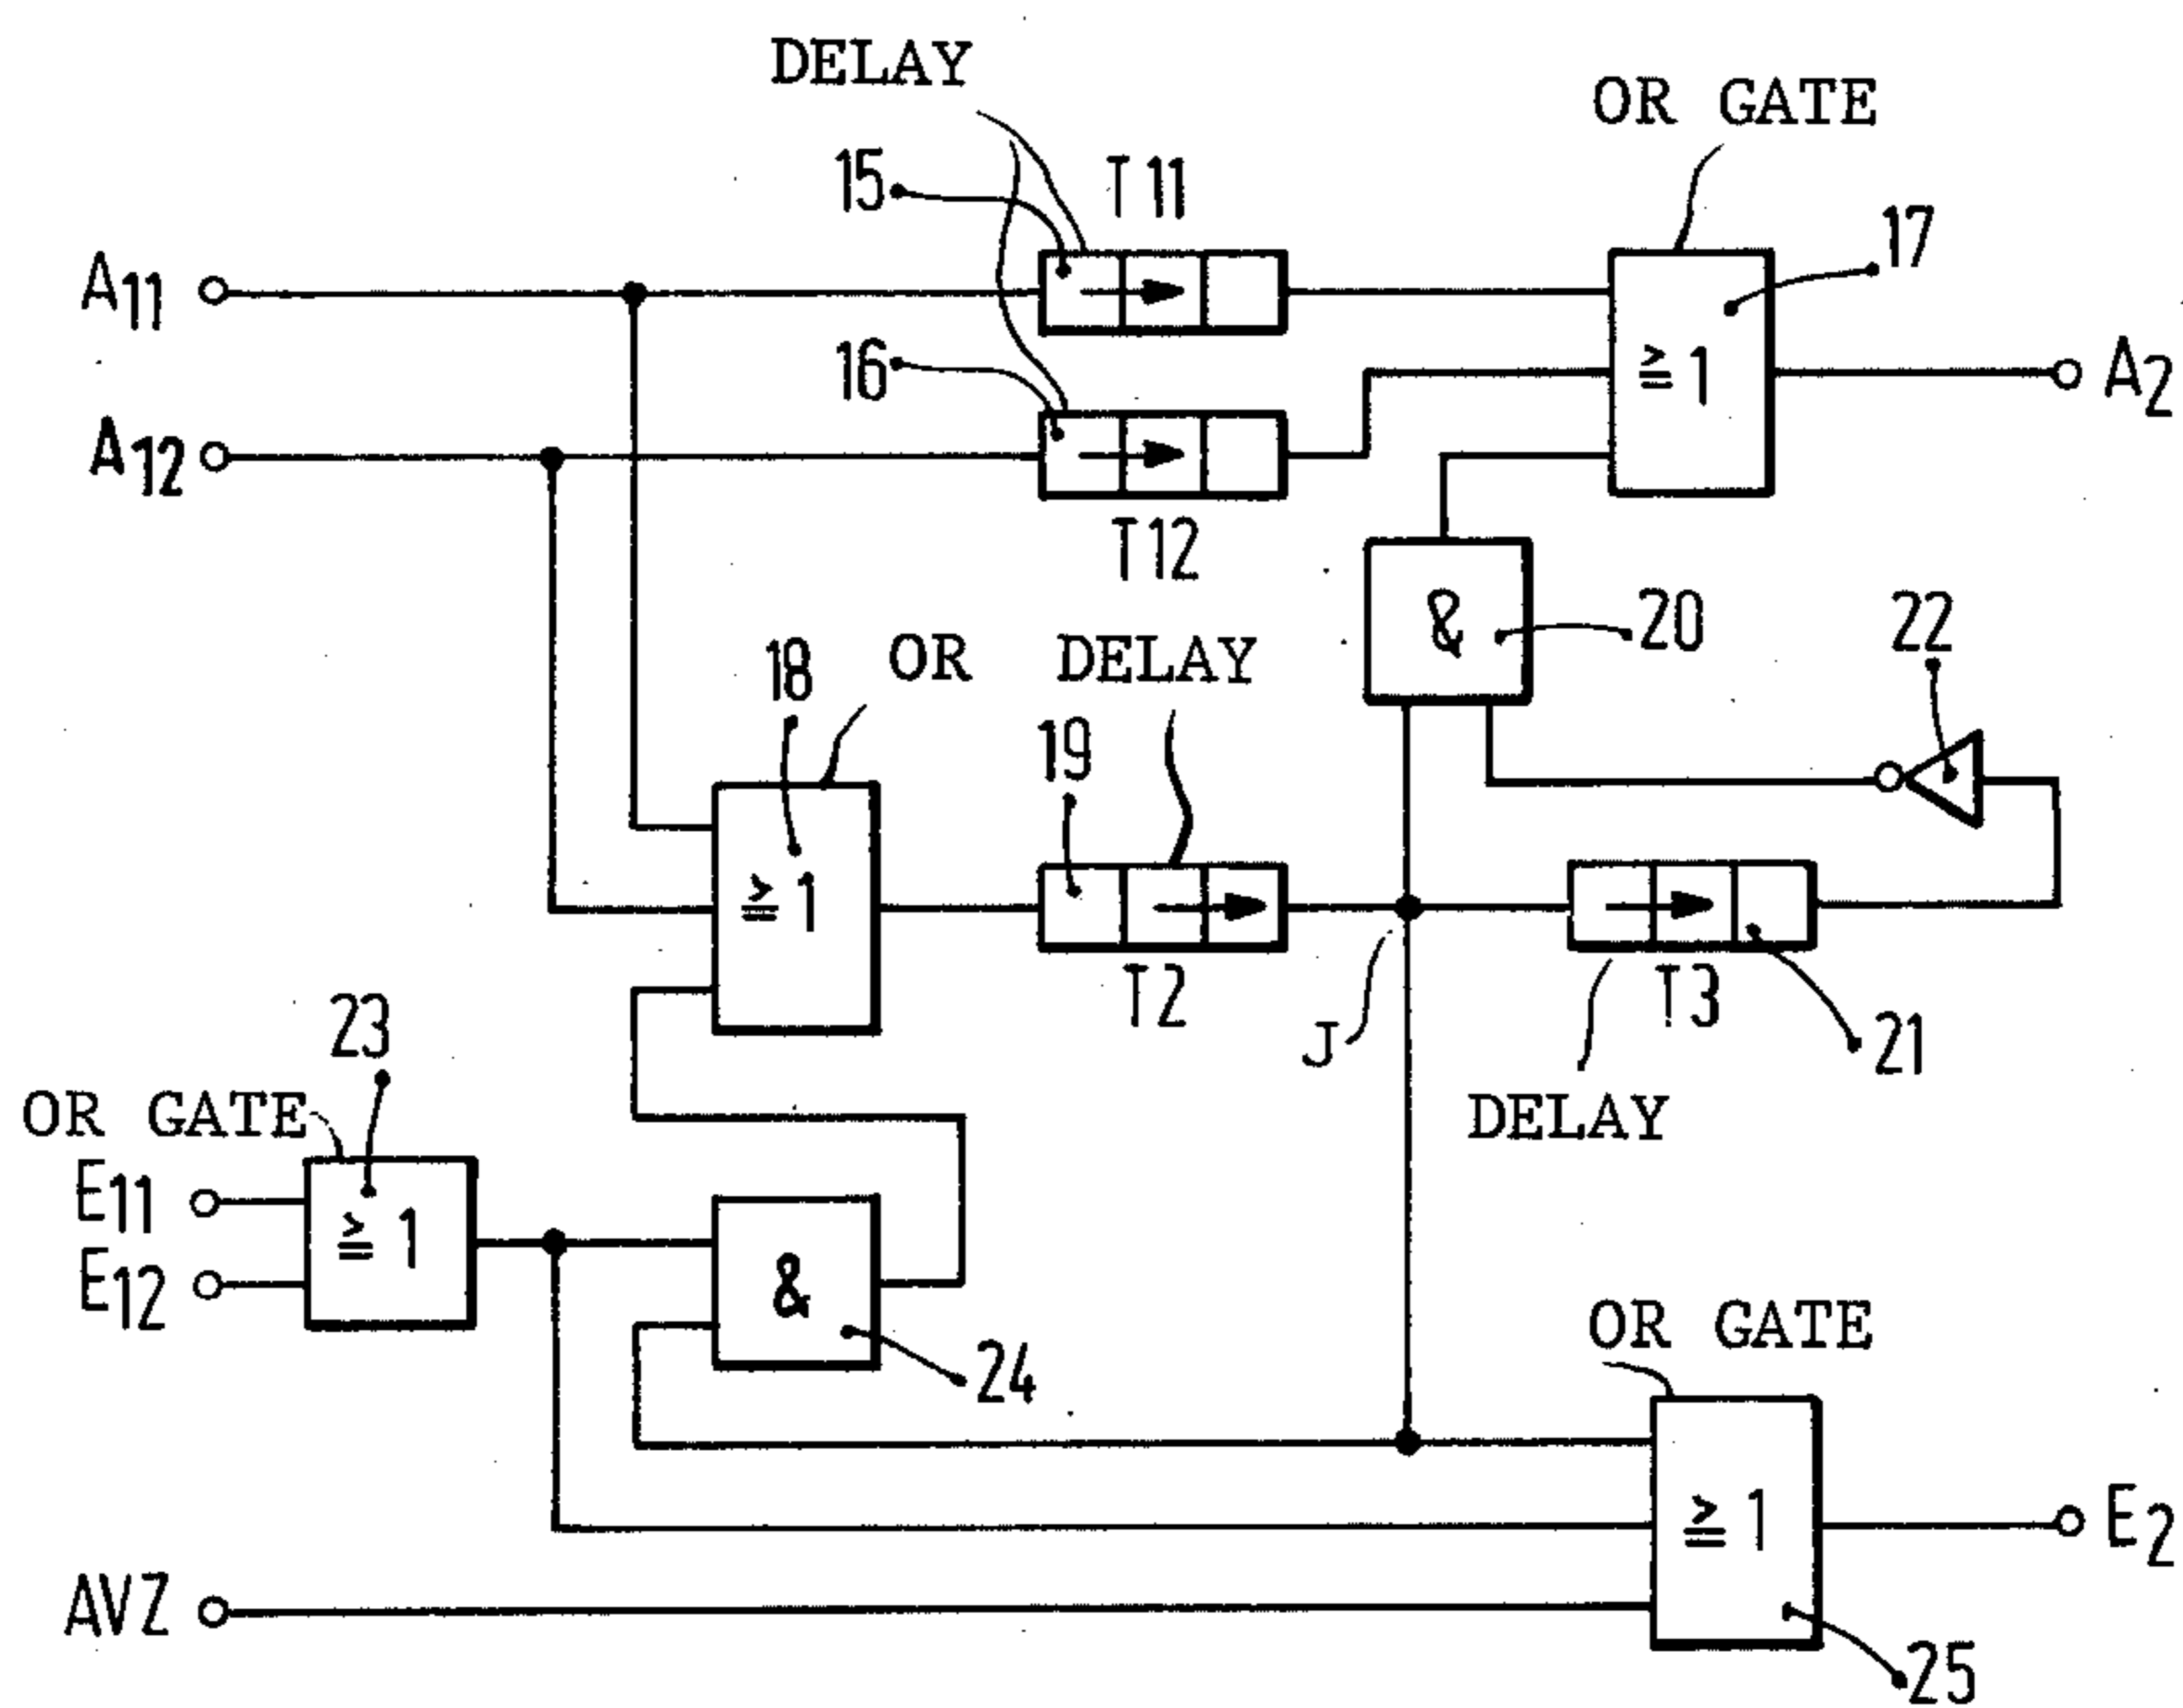 DELAY
OR GATE
15
T11
17
A11
16
≧1
A2
A12
T12
&
20
22
18
OR
DELAY
19
≧1
T2
J
T3
21
23
OR GATE
DELAY
E11
≧1
E12
&
24
OR GATE
≧1
E2
AVZ
25